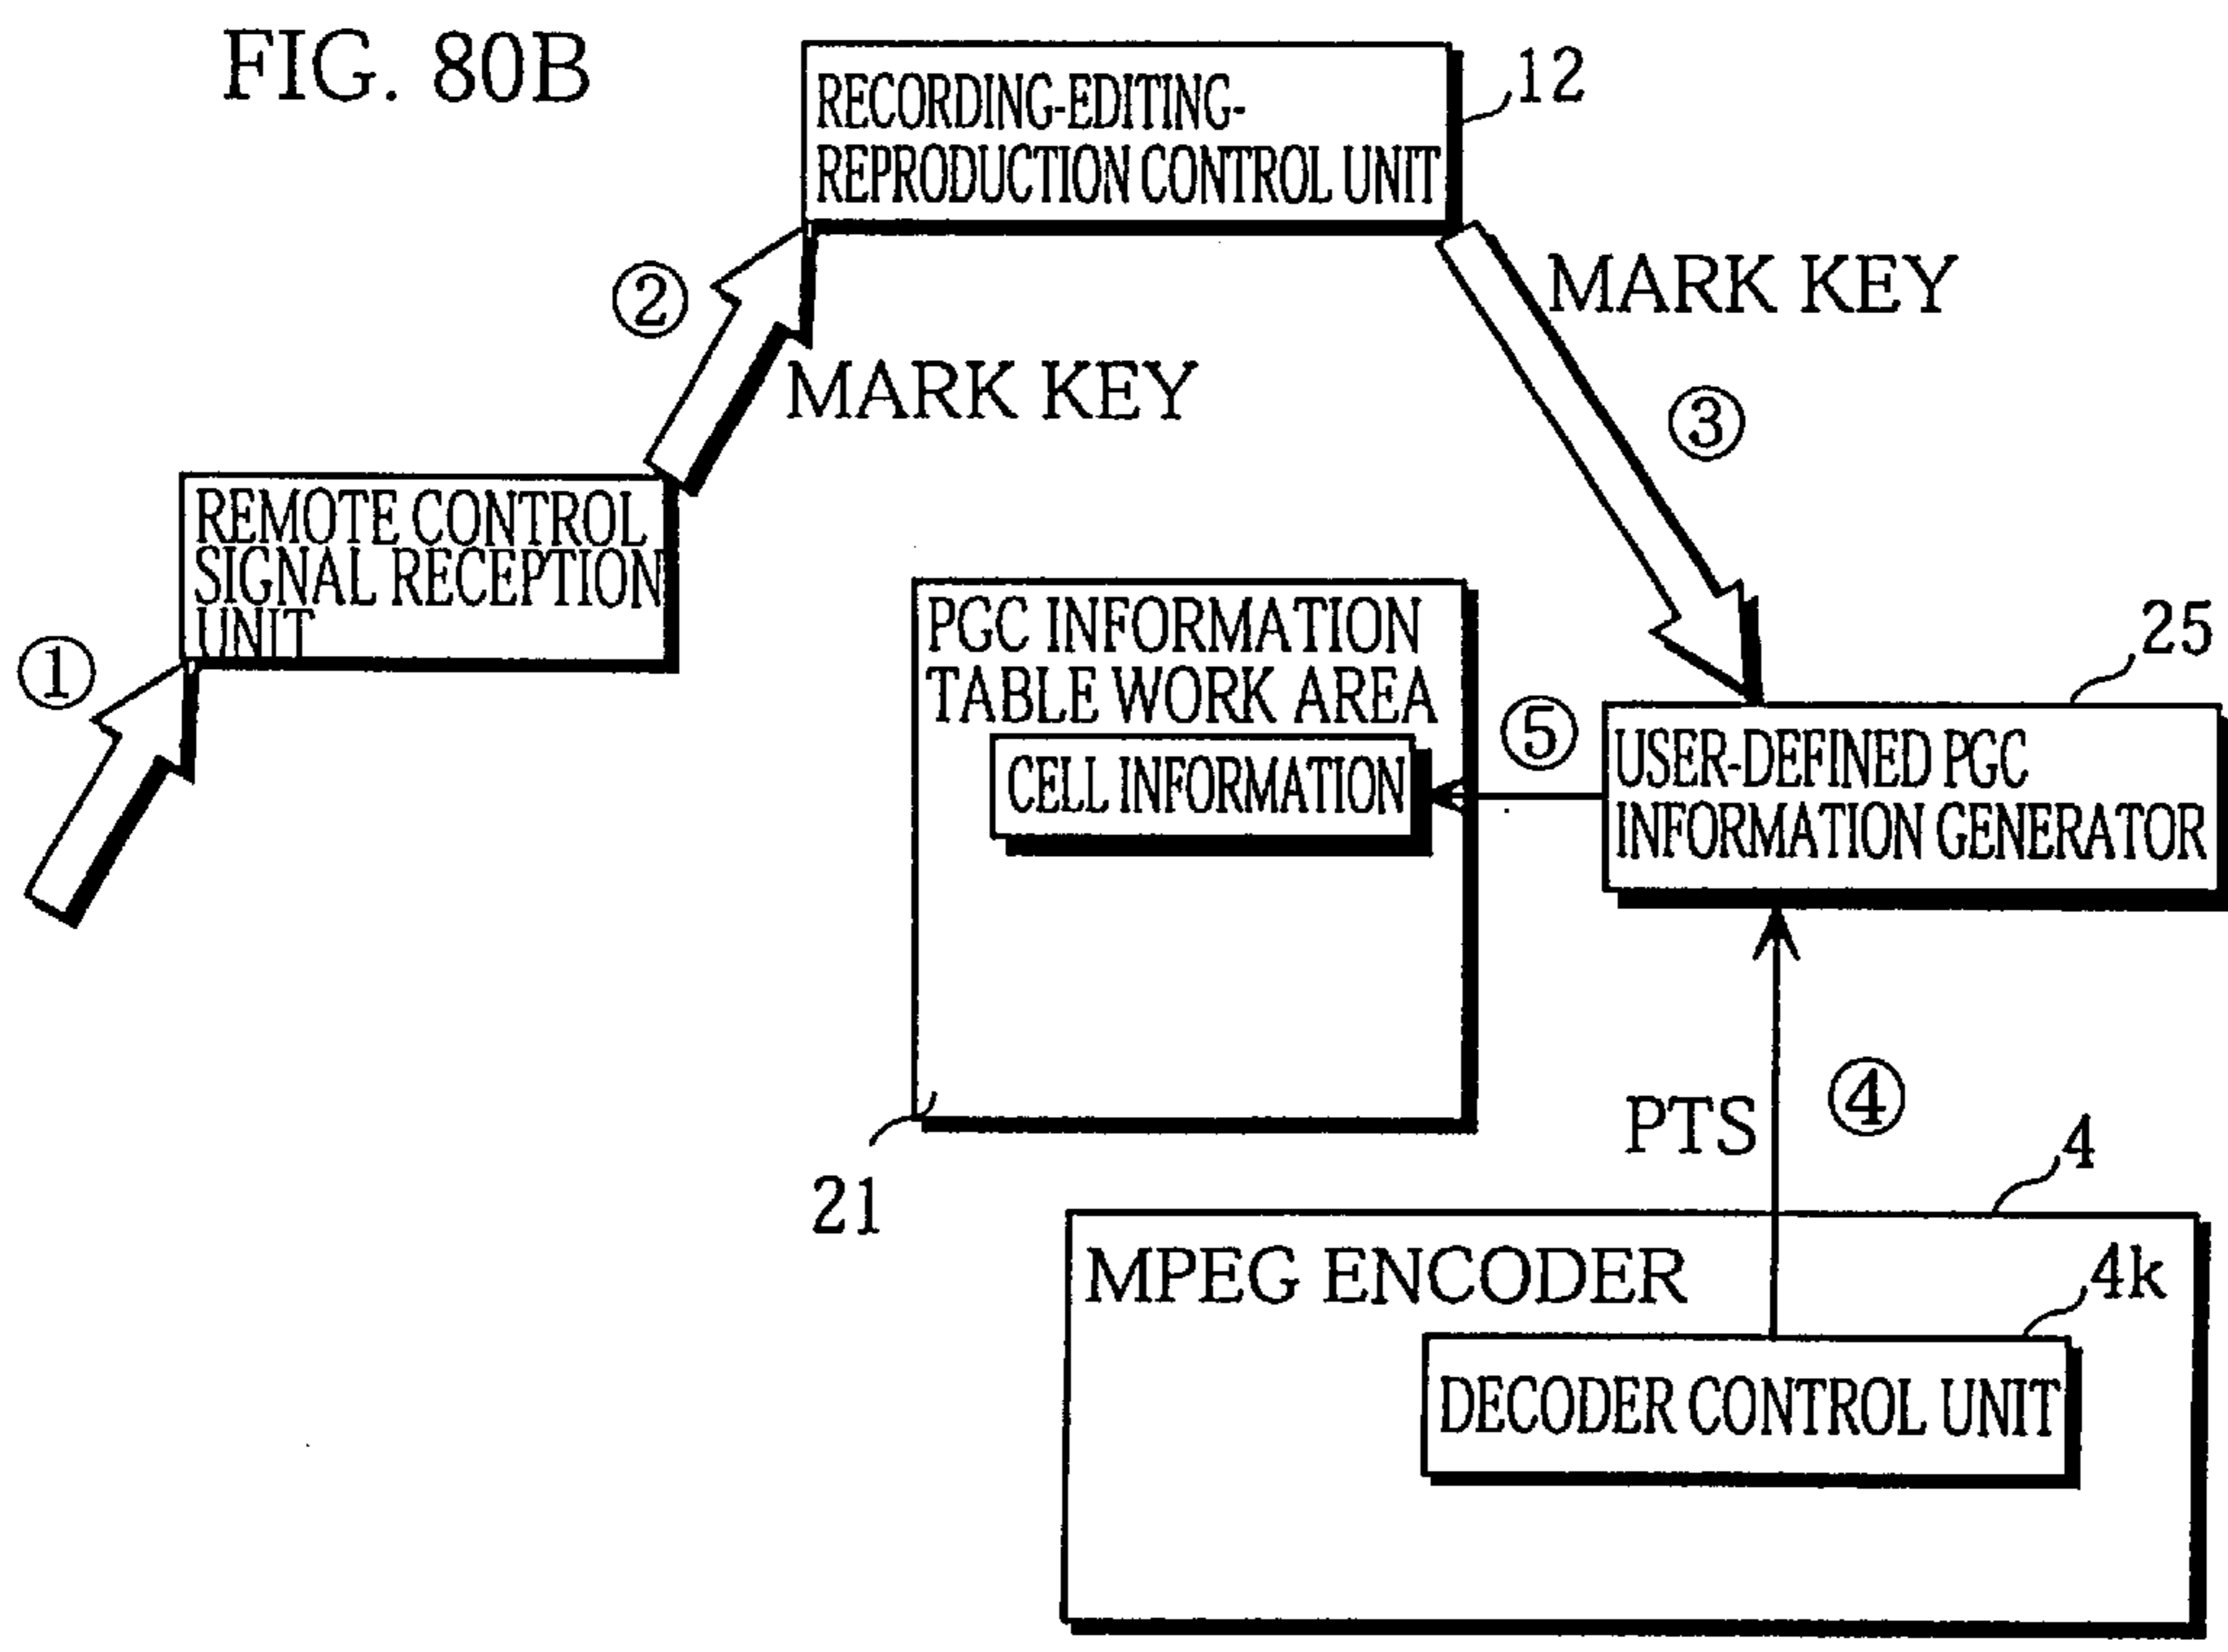 FIG. 80B
RECORDING-EDITING-
REPRODUCTION CONTROL UNIT
12
②
MARK KEY
MARK KEY
③
REMOTE CONTROL
SIGNAL RECEPTION
UNIT
①
PGC INFORMATION
TABLE WORK AREA
CELL INFORMATION
⑤
25
USER-DEFINED PGC
INFORMATION GENERATOR
21
PTS
④
4
MPEG ENCODER
4k
DECODER CONTROL UNIT